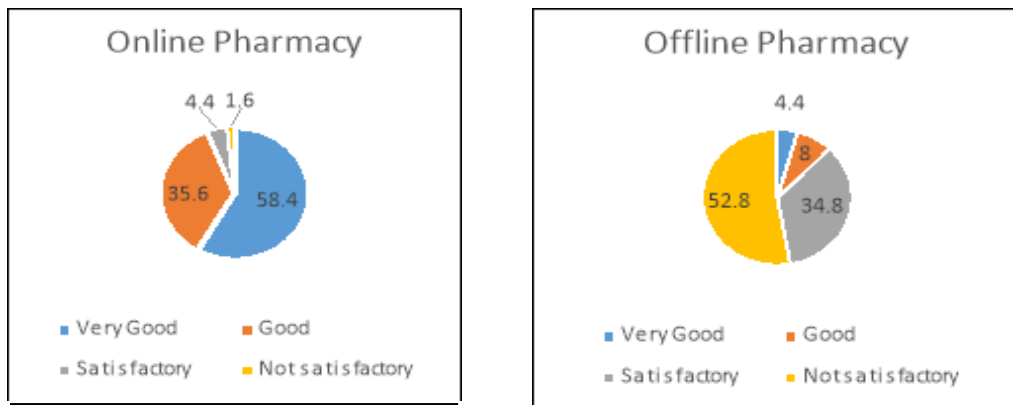 Online Pharmacy
4.4 1.6
35.6 58.4
Very Good Good
Satisfactory Not satisfactory
Offline Pharmacy
4.4
8
52.8 34.8
Very Good Good
Satisfactory Not satisfactory